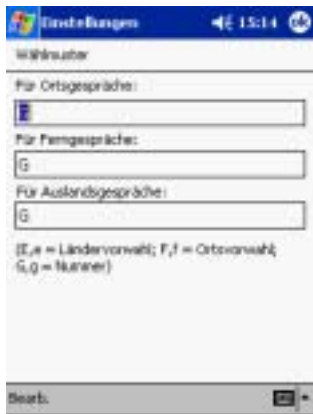 Einstellungen 15:14 ok
Wählmuster
Für Ortsgespräche:
G
Für Ferngespräche:
G
Für Auslandsgespräche:
G
(E,e = Ländervorwahl; F,f = Ortsvorwahl;
G,g = Nummer)
Bearb.